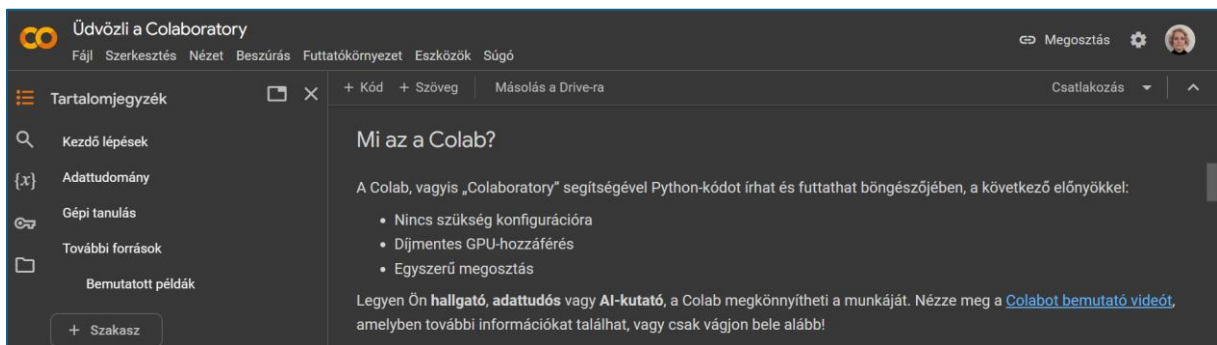 Üdvözli a Colaboratory
Fájl Szerkesztés Nézet Beszúrás Futtatókörnyezet Eszközök Súgó
Megosztás
Tartalomjegyzék
Kezdő lépések
Adattudomány
{x}
Gépi tanulás
További források
Bemutatott példák
+ Szakasz
+ Kód + Szöveg Másolás a Drive-ra
Csatlakozás
Mi az a Colab?
A Colab, vagyis „Colaboratory” segítségével Python-kódot írhat és futtathat böngészőjében, a következő előnyökkel:
• Nincs szükség konfigurációra
• Díjmentes GPU-hozzáférés
• Egyszerű megosztás
Legyen Ön hallgató, adattudós vagy AI-kutató, a Colab megkönnyítheti a munkáját. Nézze meg a Colabot bemutató videót,
amelyben további információkat találhat, vagy csak vágjon bele alább!